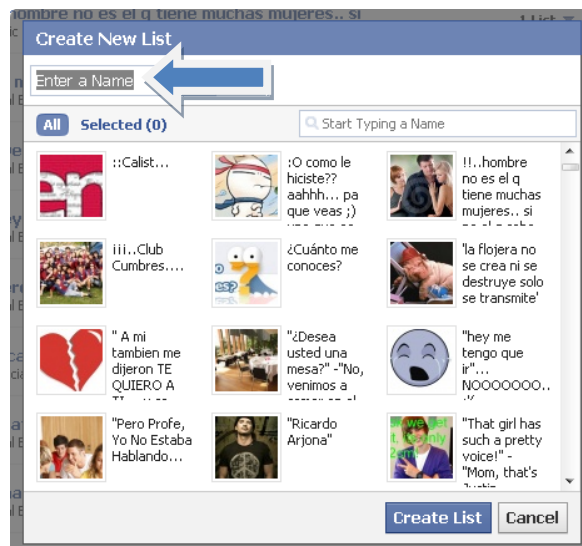 ombre no es el q tiene muchas mujeres.. si
1 List
Create New List
Enter a Name
All Selected (0)
Start Typing a Name
::Calist...
:O como le
hiciste??
aahhh... pa
que veas ;)
!!..hombre
no es el q
tiene muchas
mujeres.. si
¡¡¡..Club
Cumbres....
¿Cuánto me
conoces?
'la flojera no
se crea ni se
destruye solo
se transmite'
" A mi
tambien me
dijeron TE
QUIERO A
"¿Desea
usted una
mesa?" -"No,
venimos a
"hey me
tengo que
ir"...
NOOOOOOO..
"Pero Profe,
Yo No Estaba
Hablando...
"Ricardo
Arjona"
"That girl has
such a pretty
voice!" -
"Mom, that's
Create List
Cancel